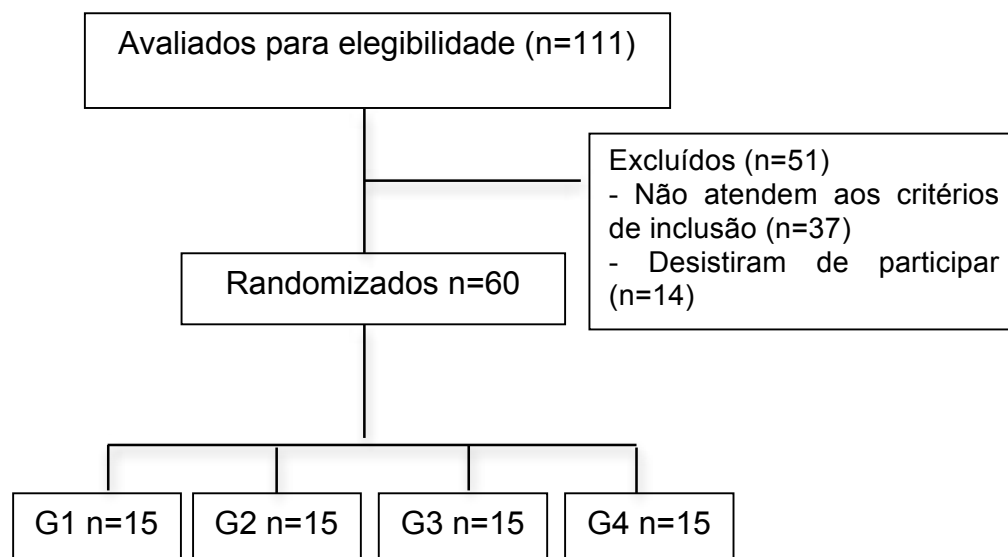 Avaliados para elegibilidade (n=111)
Excluídos (n=51)
- Não atendem aos critérios
de inclusão (n=37)
- Desistiram de participar
(n=14)
Randomizados n=60
G1 n=15
G2 n=15
G3 n=15
G4 n=15